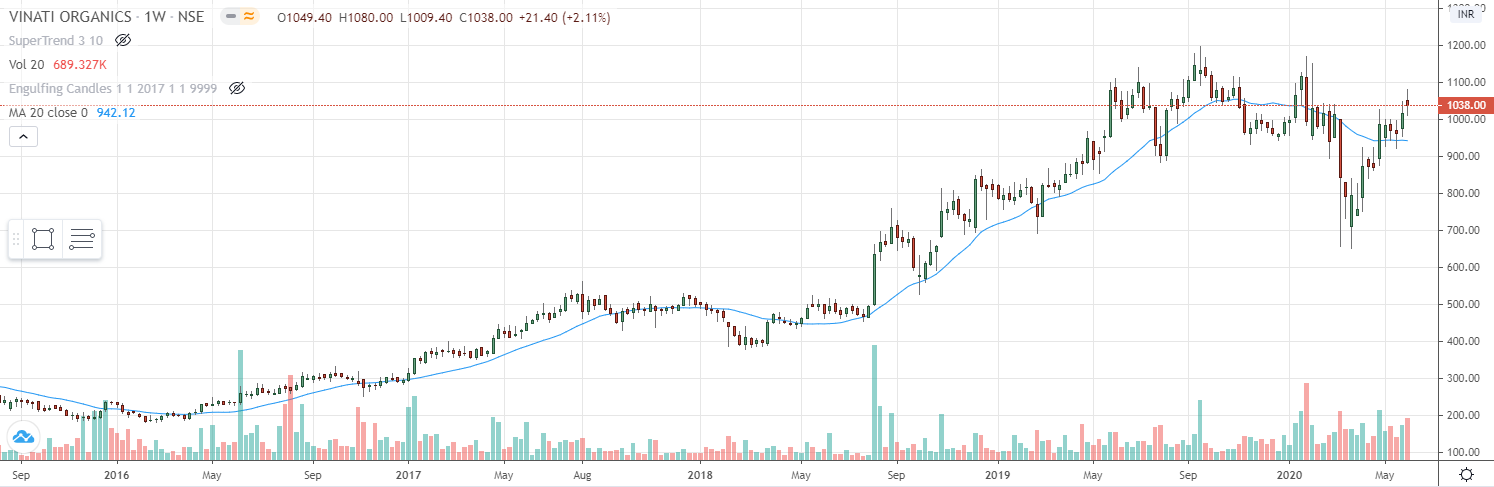 VINATI ORGANICS · 1W · NSE O1049.40 H1080.00 L1009.40 C1038.00 +21.40 (+2.11%)
SuperTrend 3 10
Vol 20 689.327K
Engulfing Candles 1 1 2017 1 1 9999
MA 20 close 0 942.12
INR
1200.00
1100.00
1038.00
1000.00
900.00
800.00
700.00
600.00
500.00
400.00
300.00
200.00
100.00
Sep 2016 May Sep 2017 May Aug 2018 May Sep 2019 May Sep 2020 May